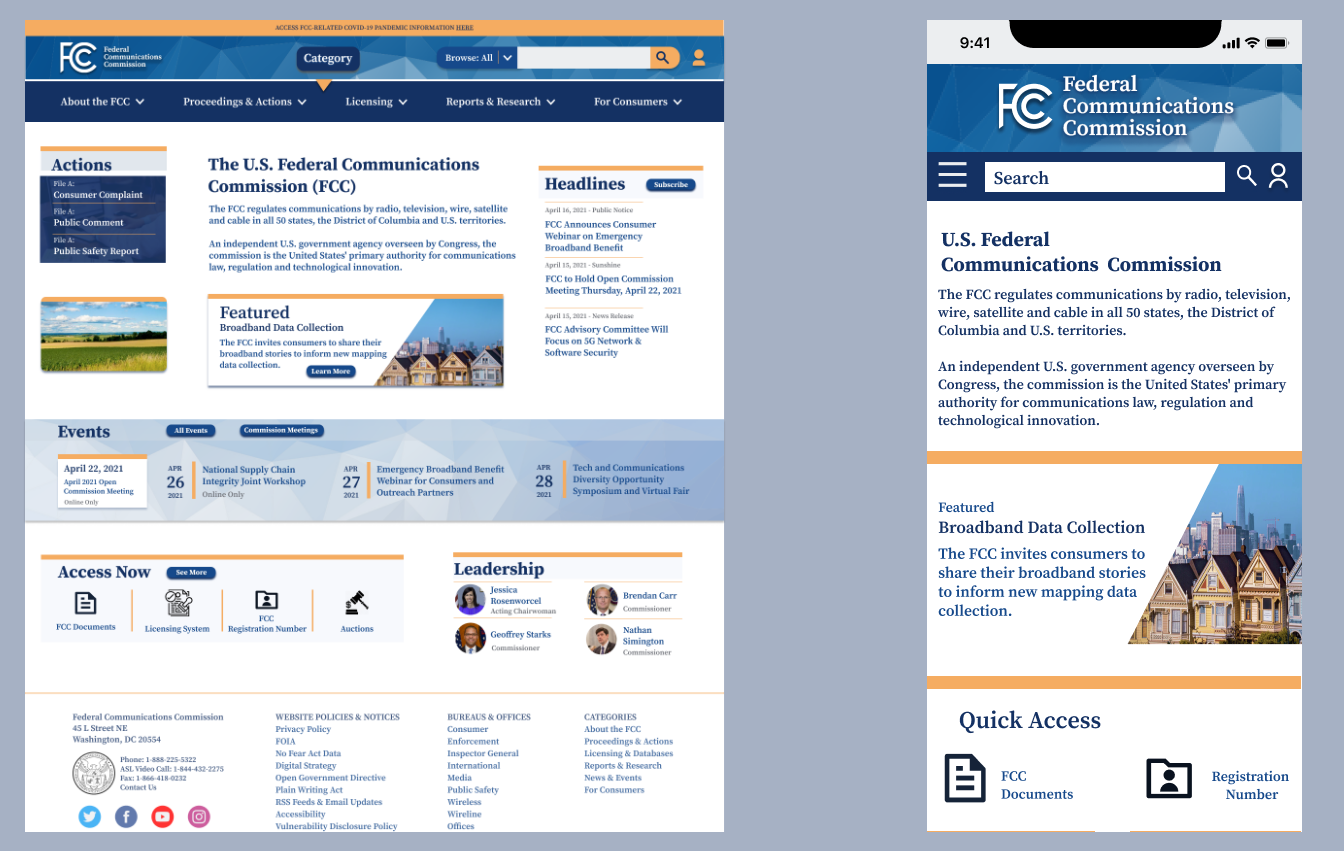 ACCESS FCC-RELATED COVID-19 PANDEMIC INFORMATION HERE
FCC
Federal
Communications
Commission
Category
Browse: All
About the FCC
Proceedings & Actions
Licensing
Reports & Research
For Consumers
Actions
File A:
Consumer Complaint
File A:
Public Comment
File A:
Public Safety Report
The U.S. Federal Communications
Commission (FCC)
The FCC regulates communications by radio, television, wire, satellite
and cable in all 50 states, the District of Columbia and U.S. territories.
An independent U.S. government agency overseen by Congress, the
commission is the United States' primary authority for communications
law, regulation and technological innovation.
Featured
Broadband Data Collection
The FCC invites consumers to share their
broadband stories to inform new mapping
data collection.
Learn More
Headlines
Subscribe
April 16, 2021 - Public Notice
FCC Announces Consumer
Webinar on Emergency
Broadband Benefit
April 15, 2021 - Sunshine
FCC to Hold Open Commission
Meeting Thursday, April 22, 2021
April 15, 2021 - News Release
FCC Advisory Committee Will
Focus on 5G Network &
Software Security
Events
All Events
Commission Meetings
April 22, 2021
April 2021 Open
Commission Meeting
Online Only
APR
26
2021
National Supply Chain
Integrity Joint Workshop
Online Only
APR
27
2021
Emergency Broadband Benefit
Webinar for Consumers and
Outreach Partners
APR
28
2021
Tech and Communications
Diversity Opportunity
Symposium and Virtual Fair
Access Now
See More
FCC Documents
Licensing System
FCC
Registration Number
Auctions
Leadership
Jessica
Rosenworcel
Acting Chairwoman
Brendan Carr
Commissioner
Geoffrey Starks
Commissioner
Nathan
Simington
Commissioner
Federal Communications Commission
45 L Street NE
Washington, DC 20554
Phone: 1-888-225-5322
ASL Video Call: 1-844-432-2275
Fax: 1-866-418-0232
Contact Us
WEBSITE POLICIES & NOTICES
Privacy Policy
FOIA
No Fear Act Data
Digital Strategy
Open Government Directive
Plain Writing Act
RSS Feeds & Email Updates
Accessibility
Vulnerability Disclosure Policy
BUREAUS & OFFICES
Consumer
Enforcement
Inspector General
International
Media
Public Safety
Wireless
Wireline
Offices
CATEGORIES
About the FCC
Proceedings & Actions
Licensing & Databases
Reports & Research
News & Events
For Consumers
9:41
FCC
Federal
Communications
Commission
Search
U.S. Federal
Communications Commission
The FCC regulates communications by radio, television,
wire, satellite and cable in all 50 states, the District of
Columbia and U.S. territories.
An independent U.S. government agency overseen by
Congress, the commission is the United States' primary
authority for communications law, regulation and
technological innovation.
Featured
Broadband Data Collection
The FCC invites consumers to
share their broadband stories
to inform new mapping data
collection.
Quick Access
FCC
Documents
Registration
Number